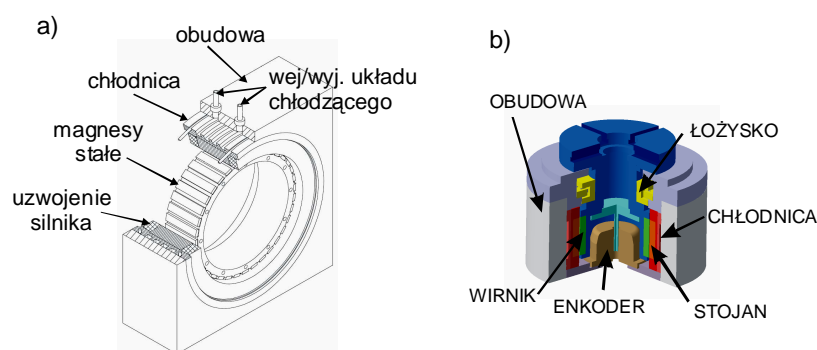 a)
obudowa
chłodnica
wej/wyj. układu
chłodzącego
magnesy
stałe
uzwojenie
silnika
b)
OBUDOWA
ŁOŻYSKO
CHŁODNICA
WIRNIK
ENKODER
STOJAN